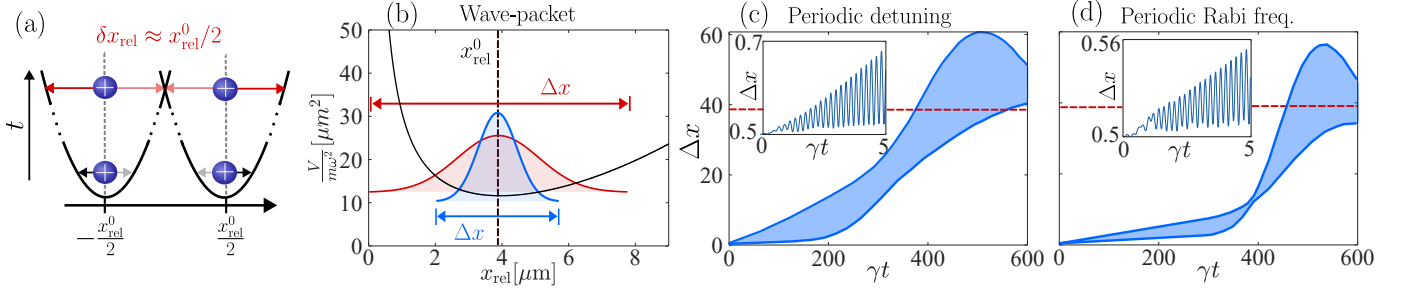 (a)
δx_rel ≈ x^0_rel/2
t
−x^0_rel/2
x^0_rel/2
(b)
Wave-packet
V/mω² [μm²]
50
40
30
20
10
0
x^0_rel
Δx
Δx
0 2 4 6 8
x_rel[μm]
(c)
Periodic detuning
Δx
60
40
20
0
0.7
Δx
0.5
0 5
γt
0 200 400 600
γt
(d)
Periodic Rabi freq.
0.56
Δx
0.5
0 5
γt
0 200 400 600
γt